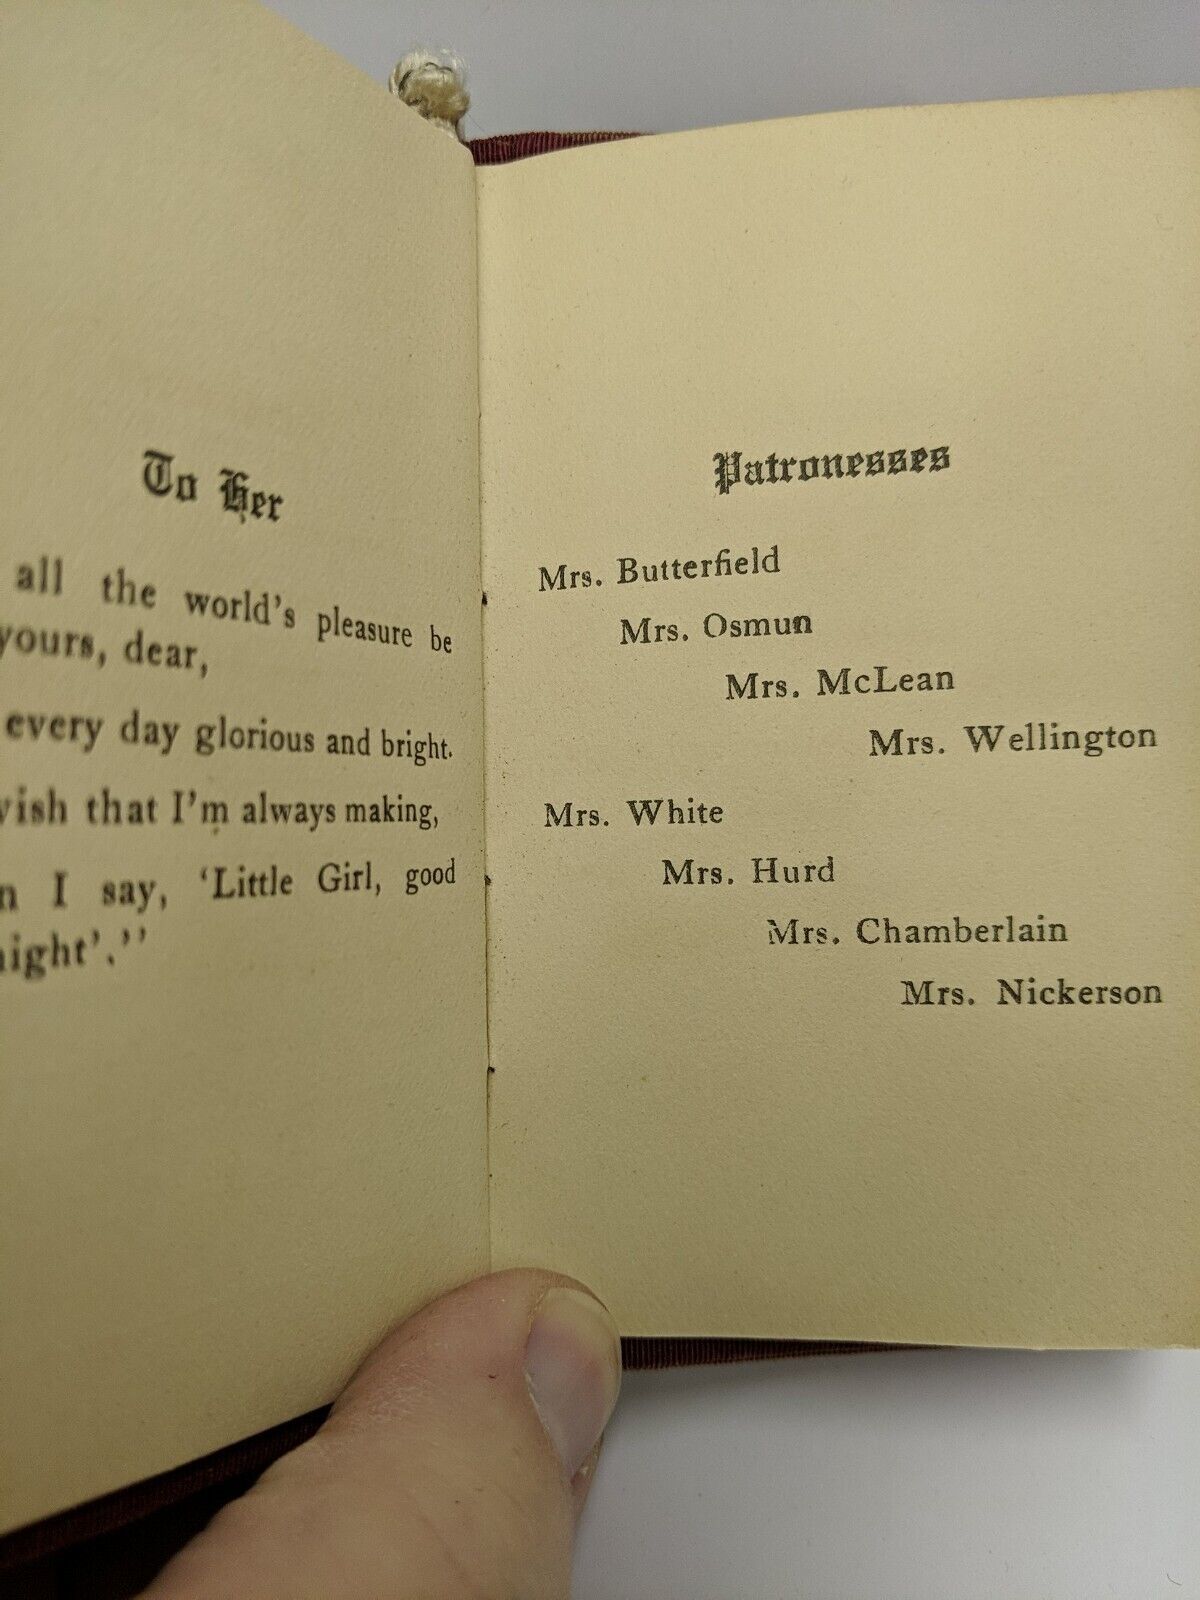 To Her
all the world's pleasure be
yours, dear,
every day glorious and bright.
that I'm always making,
I say, 'Little Girl, good
night'."
Patronesses
Mrs. Butterfield
Mrs. Osmun
Mrs. McLean
Mrs. Wellington
Mrs. White
Mrs. Hurd
Mrs. Chamberlain
Mrs. Nickerson